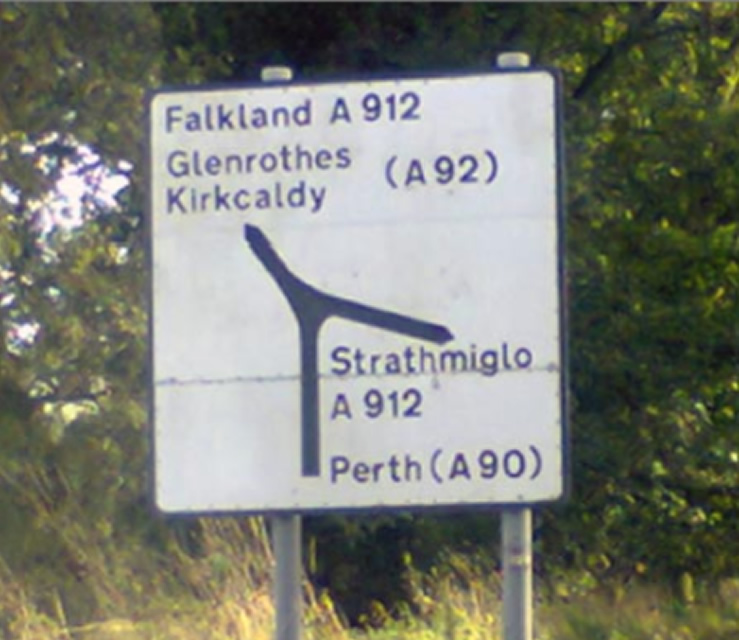 Falkland A 912
Glenrothes (A 92)
Kirkcaldy
Strathmiglo
A 912
Perth (A 90)